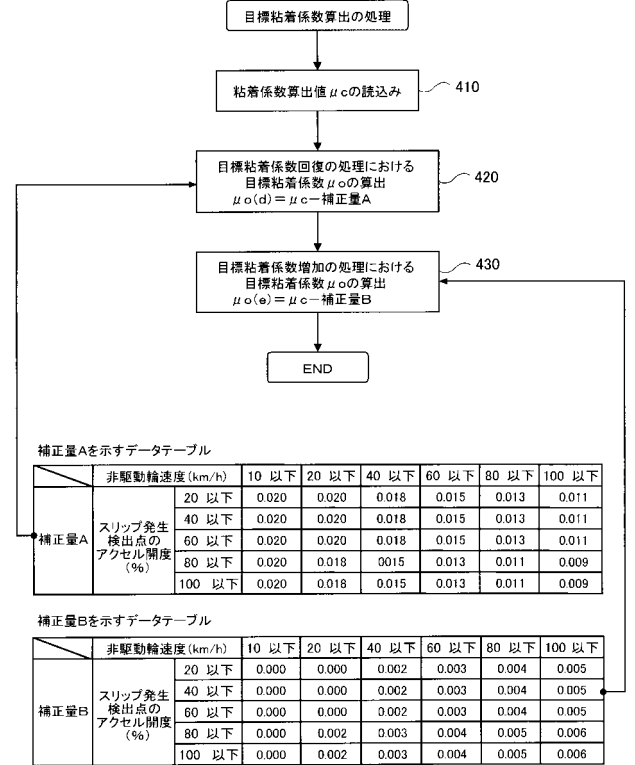 目標粘着係数算出の処理
粘着係数算出値μcの読込み
410
目標粘着係数回復の処理における
目標粘着係数μoの算出
μo(d)=μc-補正量A
420
目標粘着係数増加の処理における
目標粘着係数μoの算出
μo(e)=μc-補正量B
430
END
補正量Aを示すデータテーブル
非駆動輪速度(km/h) 10 以下 20 以下 40 以下 60 以下 80 以下 100 以下
補正量A
スリップ発生
検出点の
アクセル開度
(%)
20 以下 0.020 0.020 0.018 0.015 0.013 0.011
40 以下 0.020 0.020 0.018 0.015 0.013 0.011
60 以下 0.020 0.020 0.018 0.015 0.013 0.011
80 以下 0.020 0.018 0015 0.013 0.011 0.009
100 以下 0.020 0.018 0.015 0.013 0.011 0.009
補正量Bを示すデータテーブル
非駆動輪速度(km/h) 10 以下 20 以下 40 以下 60 以下 80 以下 100 以下
補正量B
スリップ発生
検出点の
アクセル開度
(%)
20 以下 0.000 0.000 0.002 0.003 0.004 0.005
40 以下 0.000 0.000 0.002 0.003 0.004 0.005
60 以下 0.000 0.000 0.002 0.003 0.004 0.005
80 以下 0.000 0.002 0.003 0.004 0.005 0.006
100 以下 0.000 0.002 0.003 0.004 0.005 0.006